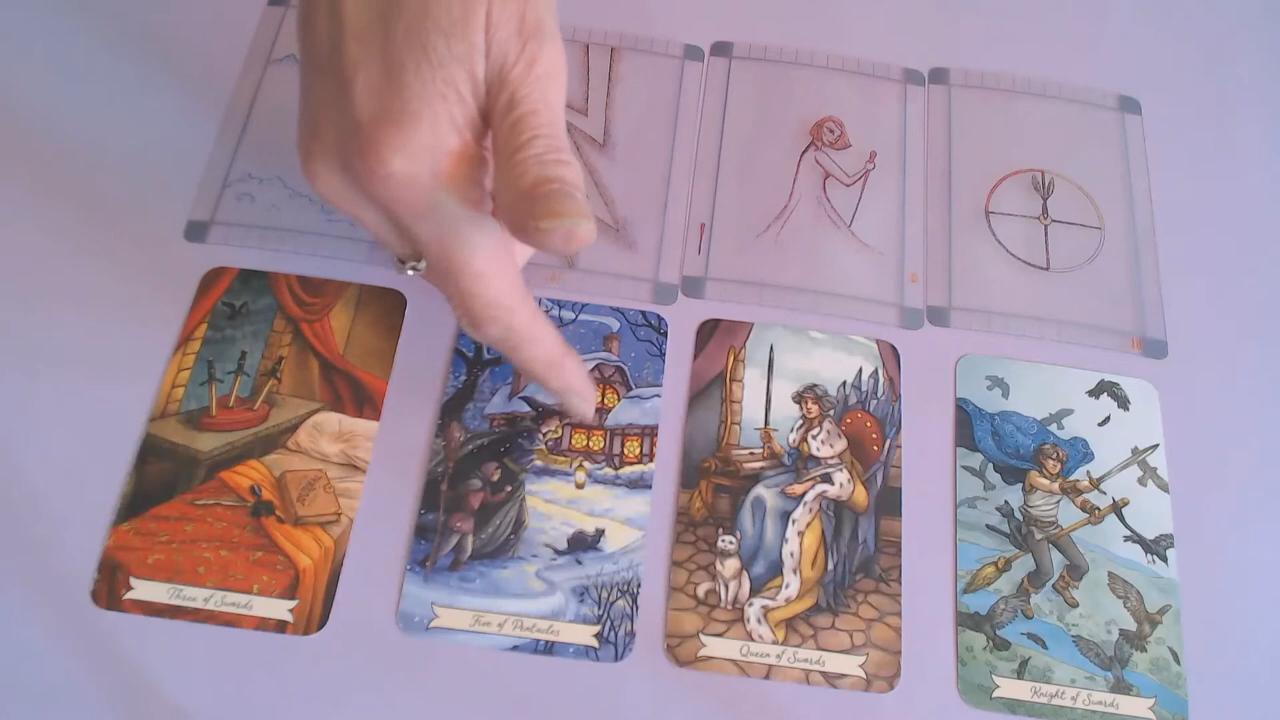 Three of Swords
Five of Pentacles
Queen of Swords
Knight of Swords